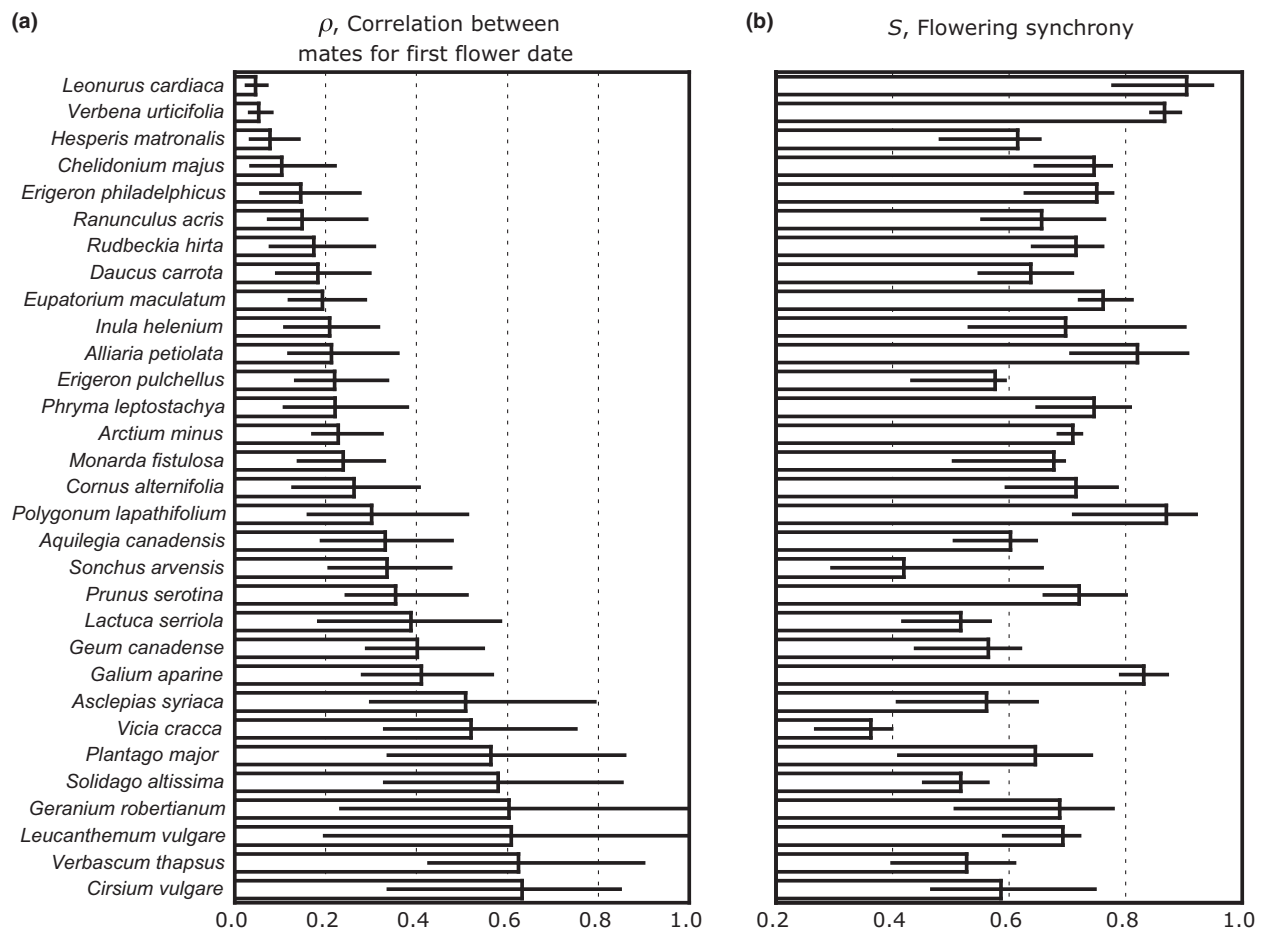 (a)
ρ, Correlation between
mates for first flower date
(b)
S, Flowering synchrony
Leonurus cardiaca
Verbena urticifolia
Hesperis matronalis
Chelidonium majus
Erigeron philadelphicus
Ranunculus acris
Rudbeckia hirta
Daucus carrota
Eupatorium maculatum
Inula helenium
Alliaria petiolata
Erigeron pulchellus
Phryma leptostachya
Arctium minus
Monarda fistulosa
Cornus alternifolia
Polygonum lapathifolium
Aquilegia canadensis
Sonchus arvensis
Prunus serotina
Lactuca serriola
Geum canadense
Galium aparine
Asclepias syriaca
Vicia cracca
Plantago major
Solidago altissima
Geranium robertianum
Leucanthemum vulgare
Verbascum thapsus
Cirsium vulgare
0.0 0.2 0.4 0.6 0.8 1.0
0.2 0.4 0.6 0.8 1.0